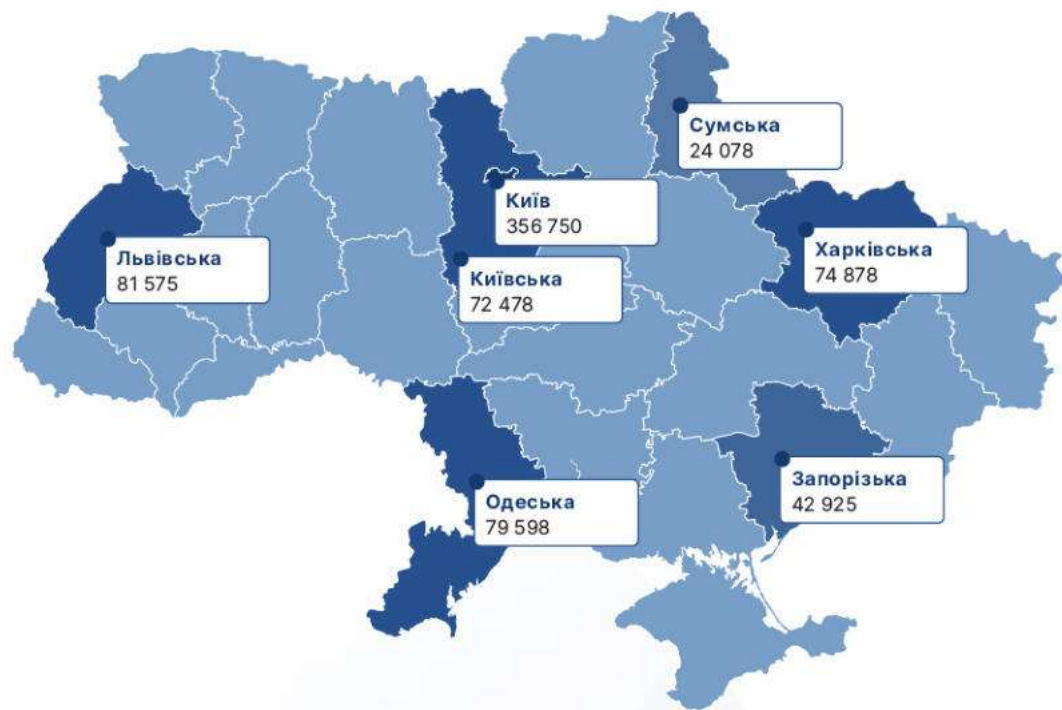 Сумська
24 078
Київ
356 750
Львівська
81 575
Київська
72 478
Харківська
74 878
Одеська
79 598
Запорізька
42 925